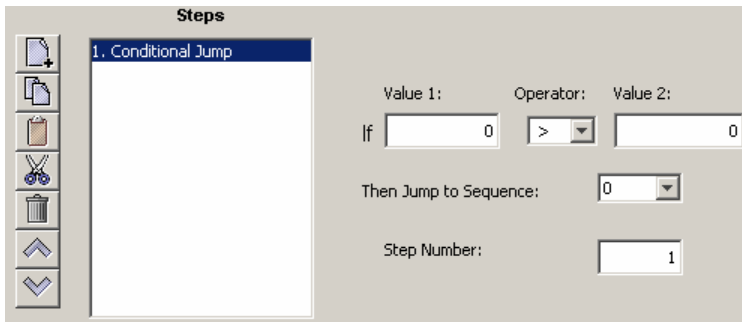 Steps
1. Conditional Jump
Value 1: Operator: Value 2:
If 0 > 0
Then Jump to Sequence: 0
Step Number: 1